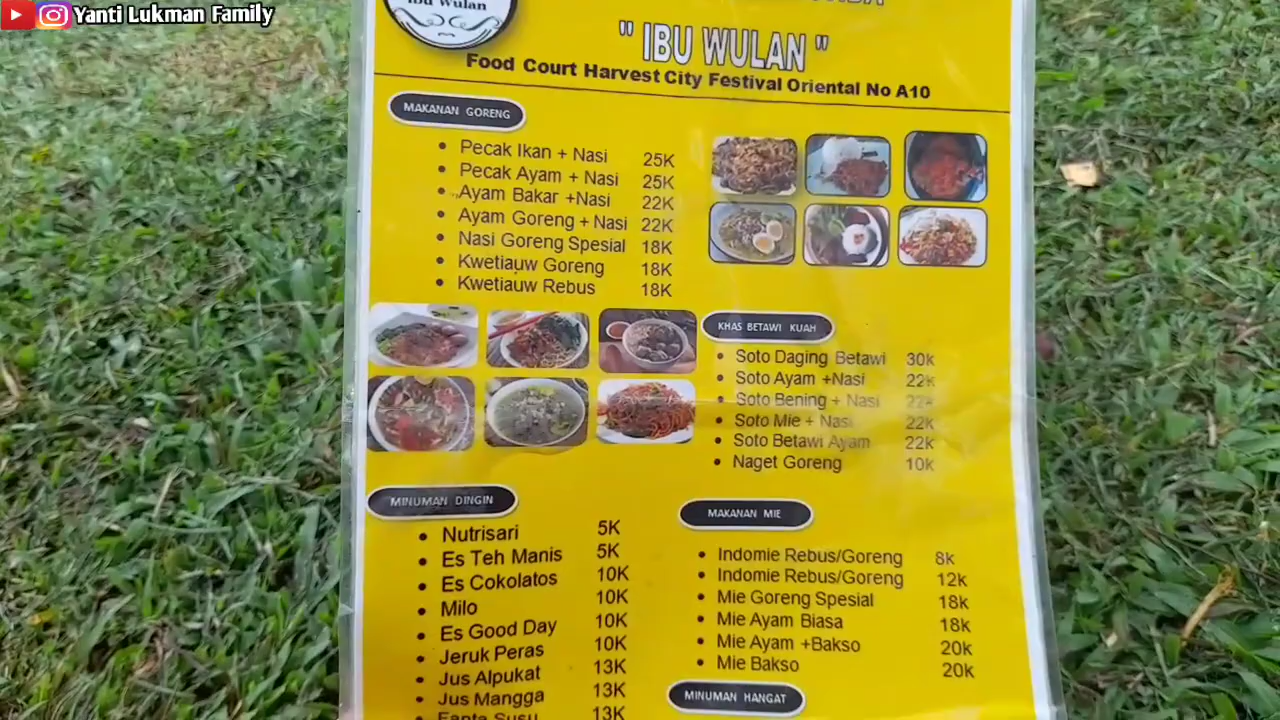 Yanti Lukman Family
Ibu Wulan
" IBU WULAN "
Food Court Harvest City Festival Oriental No A10
MAKANAN GORENG
• Pecak Ikan + Nasi 25K
• Pecak Ayam + Nasi 25K
• Ayam Bakar +Nasi 22K
• Ayam Goreng + Nasi 22K
• Nasi Goreng Spesial 18K
• Kwetiauw Goreng 18K
• Kwetiauw Rebus 18K
KHAS BETAWI KUAH
• Soto Daging Betawi 30k
• Soto Ayam +Nasi 22k
• Soto Bening + Nasi 22k
• Soto Mie + Nasi 22k
• Soto Betawi Ayam 22k
• Naget Goreng 10k
MINUMAN DINGIN
• Nutrisari 5K
• Es Teh Manis 5K
• Es Cokolatos 10K
• Milo 10K
• Es Good Day 10K
• Jeruk Peras 10K
• Jus Alpukat 13K
• Jus Mangga 13K
• Fanta Susu 13K
MAKANAN MIE
• Indomie Rebus/Goreng 8k
• Indomie Rebus/Goreng 12k
• Mie Goreng Spesial 18k
• Mie Ayam Biasa 18k
• Mie Ayam +Bakso 20k
• Mie Bakso 20k
MINUMAN HANGAT